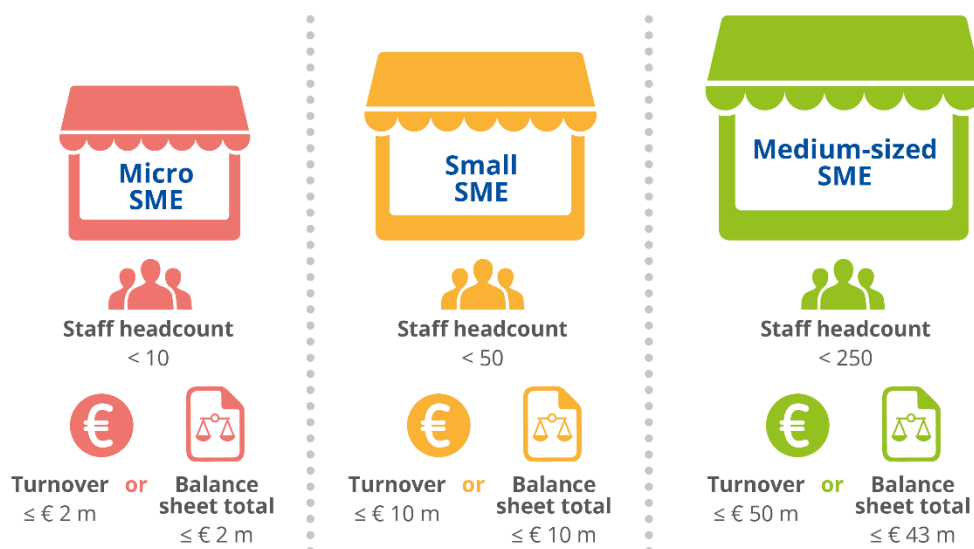 Micro
SME
Staff headcount
< 10
Turnover or Balance
sheet total
≤ € 2 m
≤ € 2 m
Small
SME
Staff headcount
< 50
Turnover or Balance
sheet total
≤ € 10 m
≤ € 10 m
Medium-sized
SME
Staff headcount
< 250
Turnover or Balance
sheet total
≤ € 50 m
≤ € 43 m